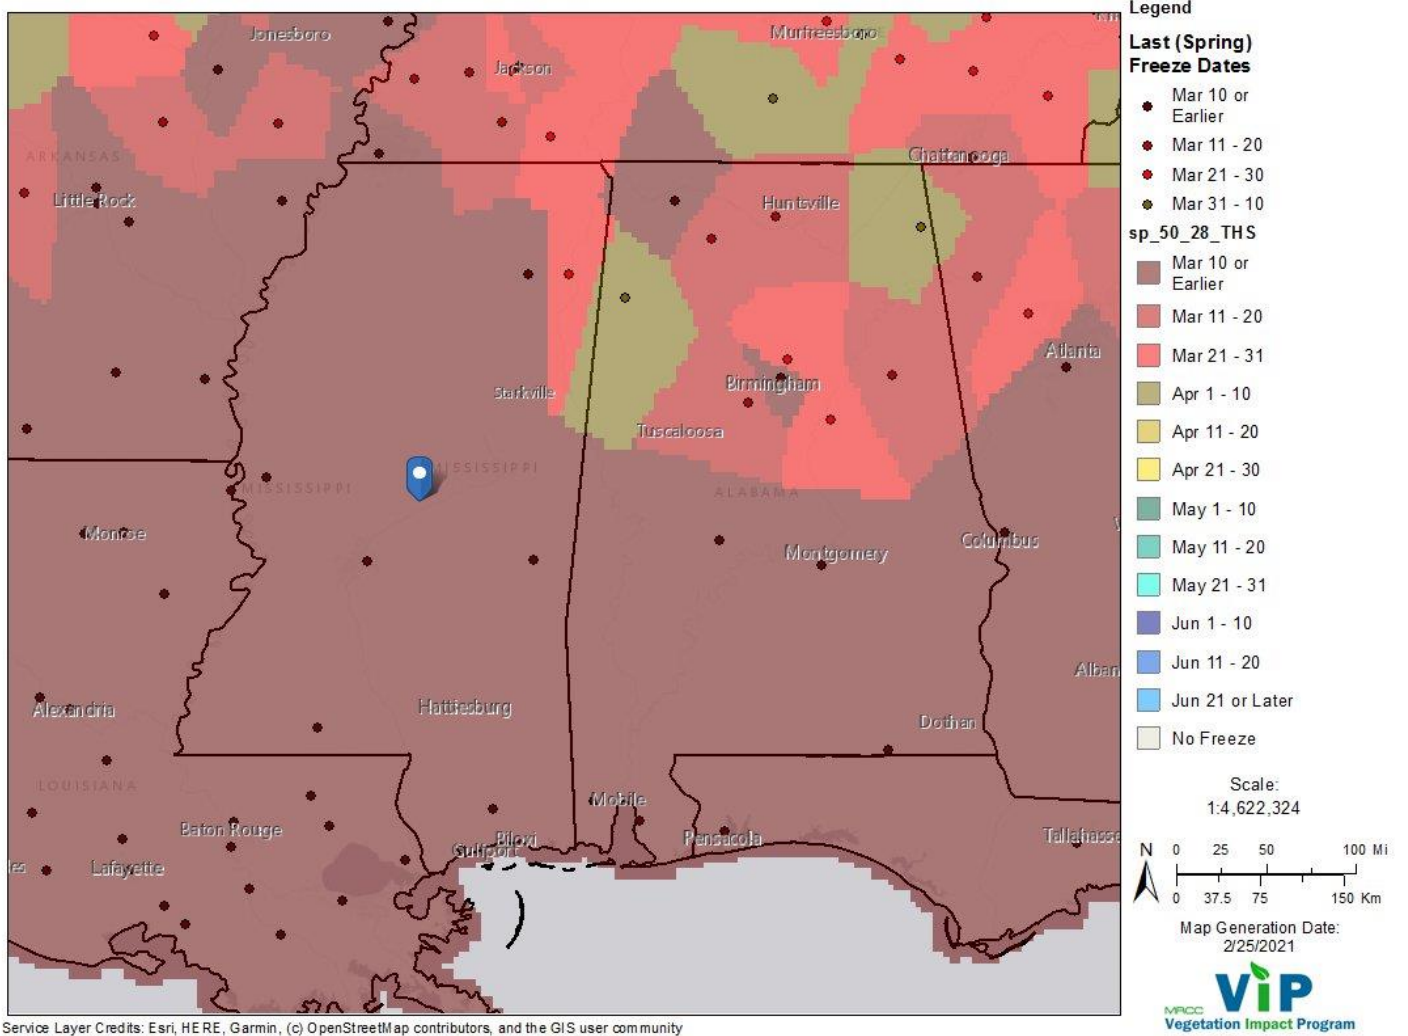 Jonesboro
Murfreesboro
Jackson
ARKANSAS
Chattanooga
Little Rock
Huntsville
Atlanta
Birmingham
Starkville
Tuscaloosa
MISSISSIPPI
MISSISSIPPI
ALABAMA
Monroe
Columbus
Montgomery
Alban
Alexandria
Hattiesburg
Dothan
LOUISIANA
Mobile
Baton Rouge
Biloxi
Pensacola
Tallahasse
Gulfport
les
Lafayette
Service Layer Credits: Esri, HERE, Garmin, (c) OpenStreetMap contributors, and the GIS user community
Legend
Last (Spring)
Freeze Dates
Mar 10 or
Earlier
Mar 11 - 20
Mar 21 - 30
Mar 31 - 10
sp_50_28_THS
Mar 10 or
Earlier
Mar 11 - 20
Mar 21 - 31
Apr 1 - 10
Apr 11 - 20
Apr 21 - 30
May 1 - 10
May 11 - 20
May 21 - 31
Jun 1 - 10
Jun 11 - 20
Jun 21 or Later
No Freeze
Scale:
1:4,622,324
N
0 25 50 100 Mi
0 37.5 75 150 Km
Map Generation Date:
2/25/2021
ViP
MRCC
Vegetation Impact Program